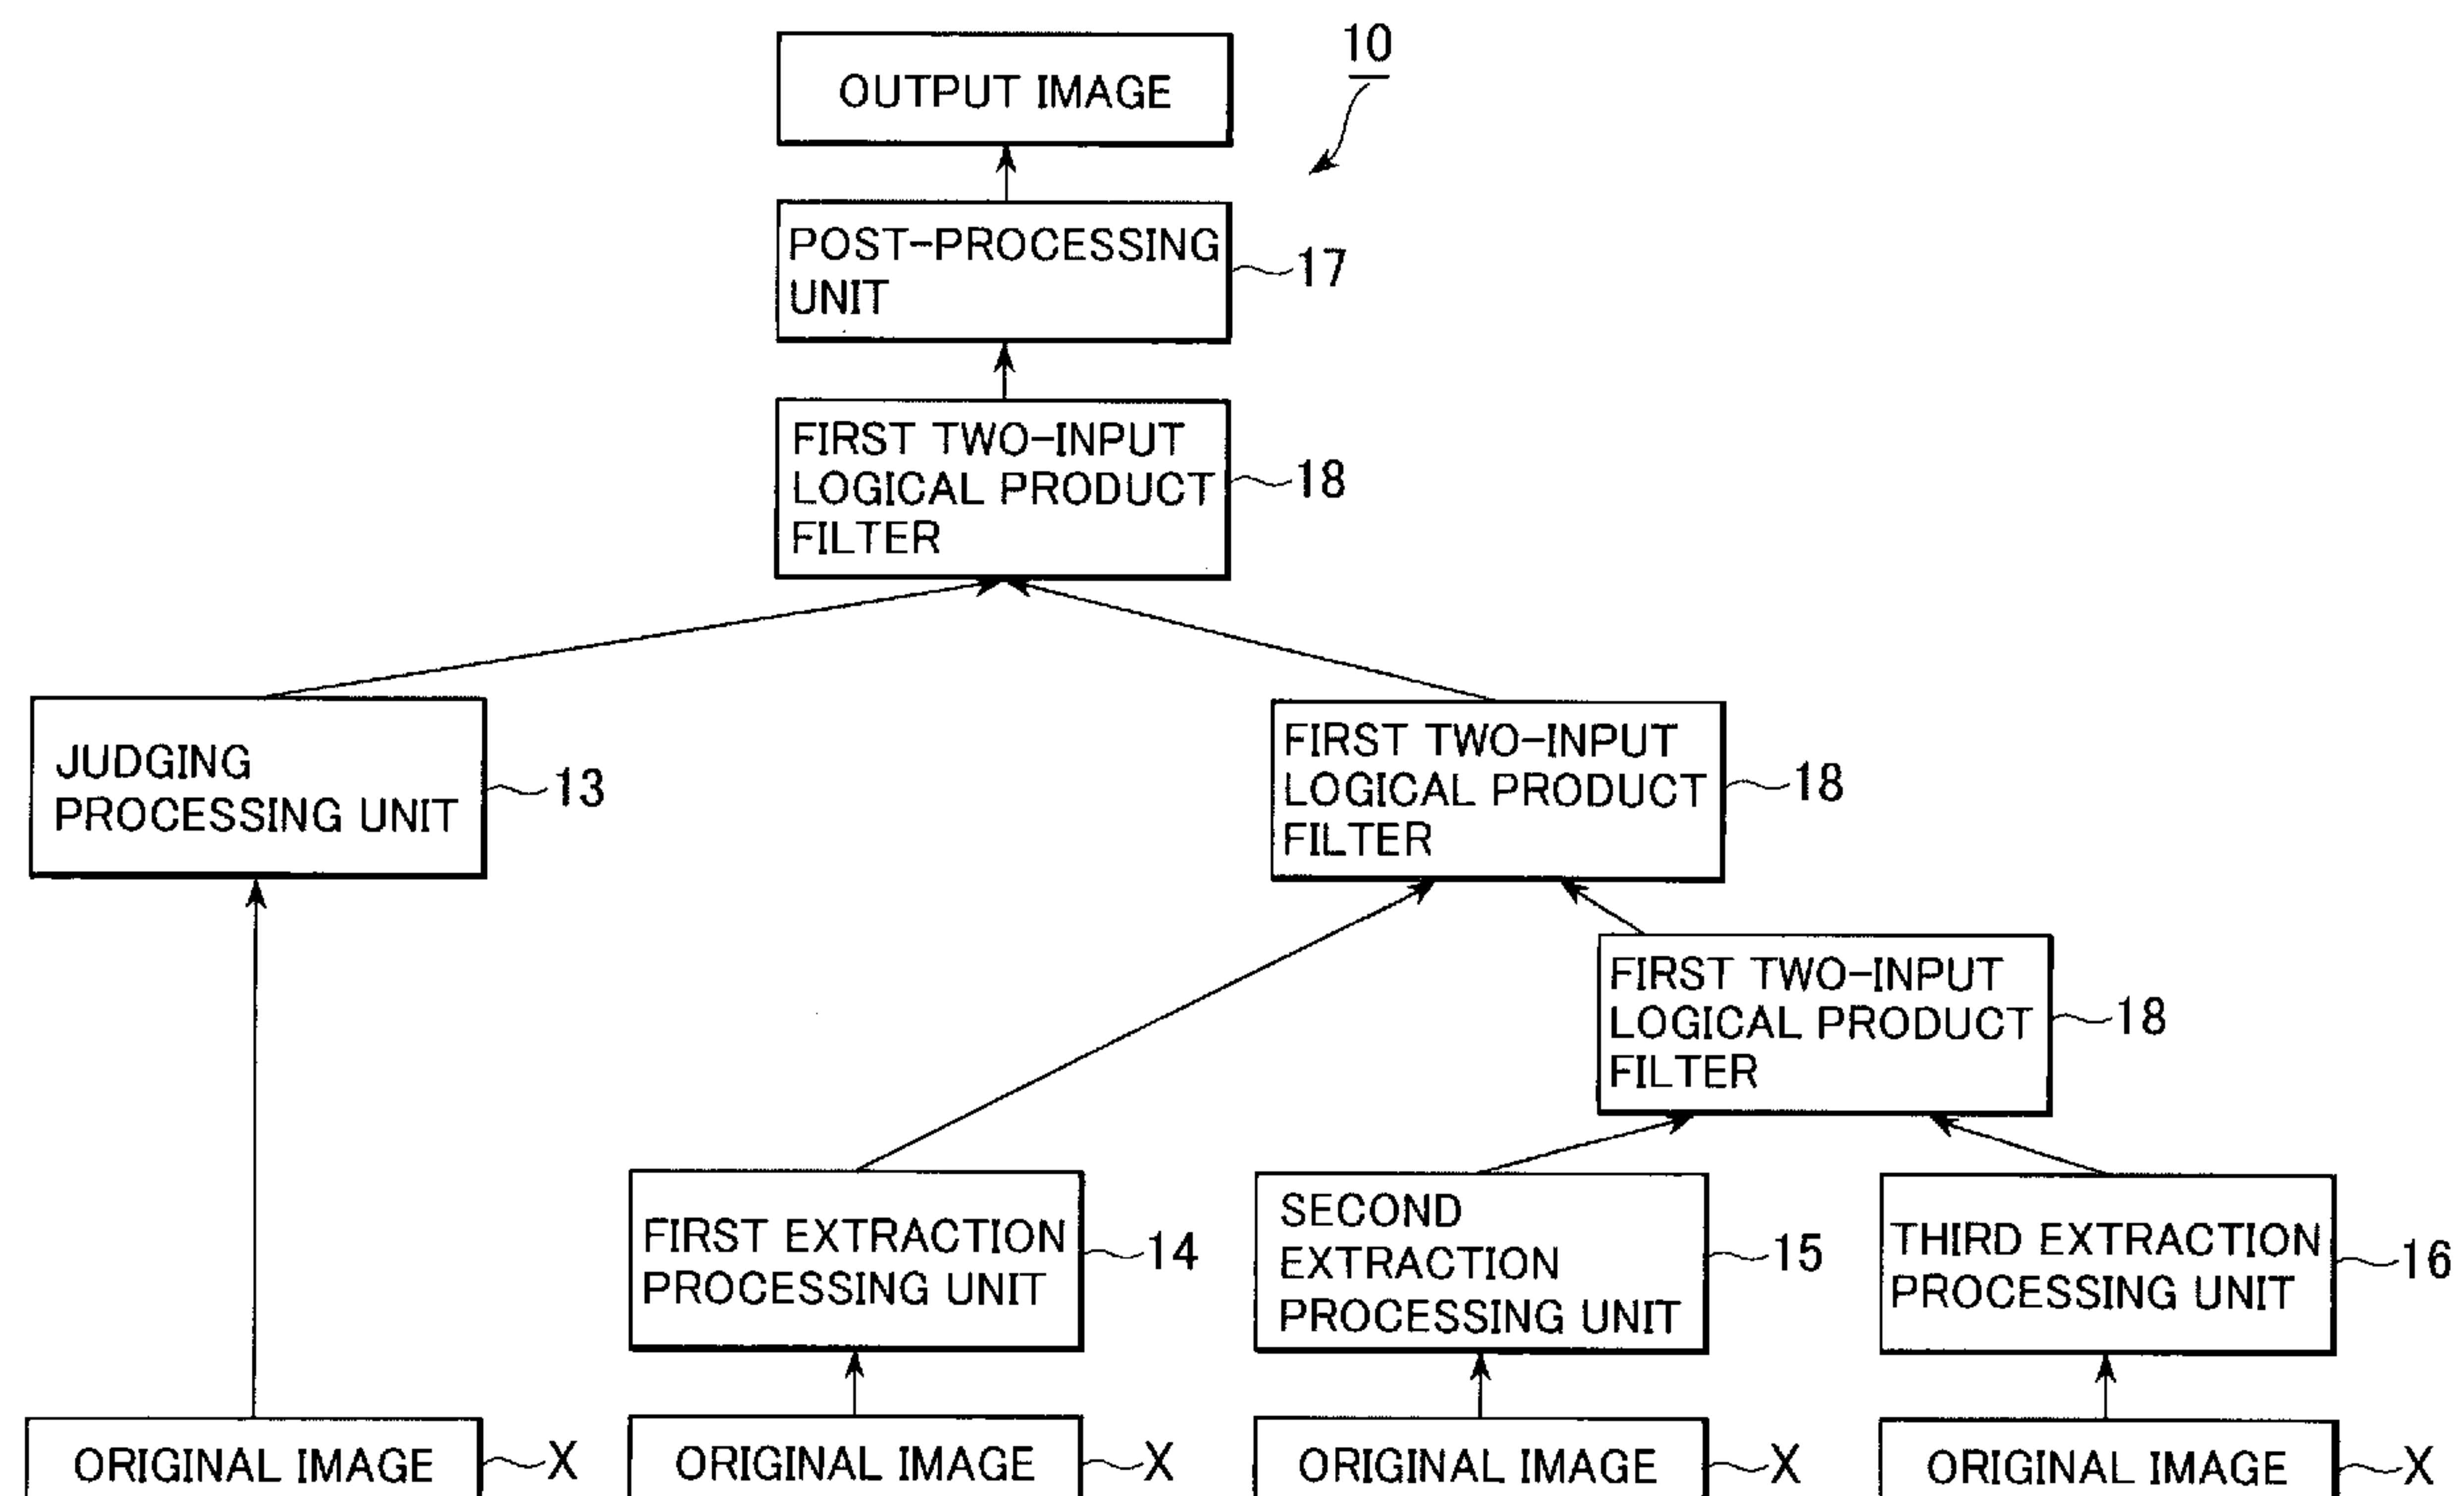 10
OUTPUT IMAGE
POST-PROCESSING
UNIT
17
FIRST TWO-INPUT
LOGICAL PRODUCT
FILTER
18
JUDGING
PROCESSING UNIT
13
FIRST TWO-INPUT
LOGICAL PRODUCT
FILTER
18
FIRST TWO-INPUT
LOGICAL PRODUCT
FILTER
18
FIRST EXTRACTION
PROCESSING UNIT
14
SECOND
EXTRACTION
PROCESSING UNIT
15
THIRD EXTRACTION
PROCESSING UNIT
16
ORIGINAL IMAGE
X
ORIGINAL IMAGE
X
ORIGINAL IMAGE
X
ORIGINAL IMAGE
X